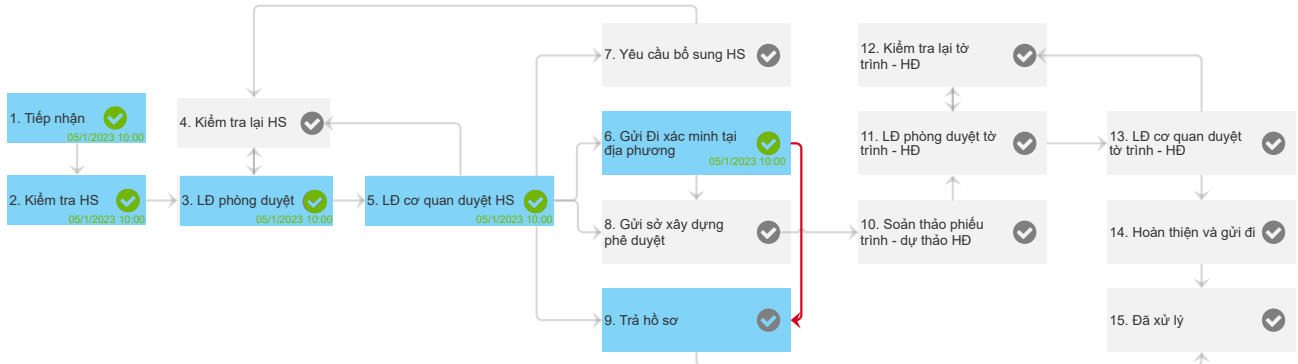 1. Tiếp nhận
05/1/2023 10:00
2. Kiểm tra HS
05/1/2023 10:00
3. LĐ phòng duyệt
05/1/2023 10:00
4. Kiểm tra lại HS
5. LĐ cơ quan duyệt HS
05/1/2023 10:00
6. Gửi Đi xác minh tại
địa phương
05/1/2023 10:00
7. Yêu cầu bổ sung HS
8. Gửi sở xây dựng
phê duyệt
9. Trả hồ sơ
10. Soản thảo phiếu
trình - dự thảo HĐ
11. LĐ phòng duyệt tờ
trình - HĐ
12. Kiểm tra lại tờ
trình - HĐ
13. LĐ cơ quan duyệt
tờ trình - HĐ
14. Hoàn thiện và gửi đi
15. Đã xử lý